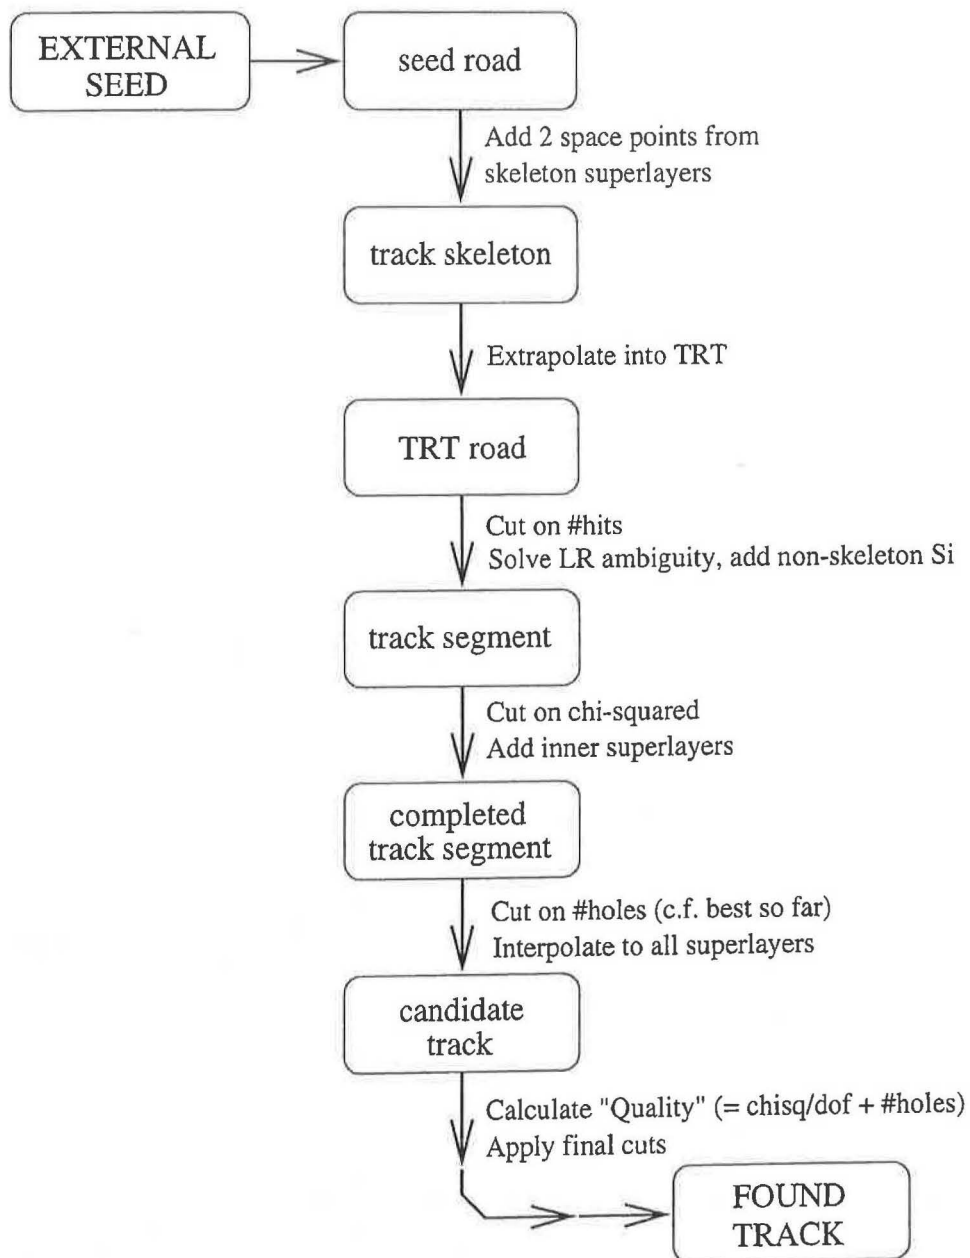 EXTERNAL
SEED
seed road
Add 2 space points from
skeleton superlayers
track skeleton
Extrapolate into TRT
TRT road
Cut on #hits
Solve LR ambiguity, add non-skeleton Si
track segment
Cut on chi-squared
Add inner superlayers
completed
track segment
Cut on #holes (c.f. best so far)
Interpolate to all superlayers
candidate
track
Calculate "Quality" (= chisq/dof + #holes)
Apply final cuts
FOUND
TRACK